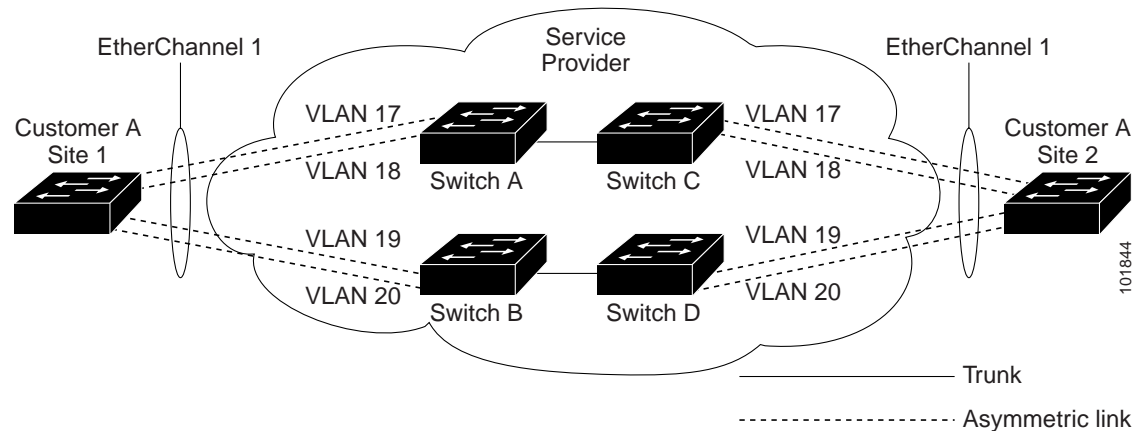 EtherChannel 1
Service
Provider
EtherChannel 1
Customer A
Site 1
VLAN 17
VLAN 18
Switch A
Switch C
VLAN 17
VLAN 18
Customer A
Site 2
VLAN 19
VLAN 20
Switch B
Switch D
VLAN 19
VLAN 20
101844
Trunk
Asymmetric link